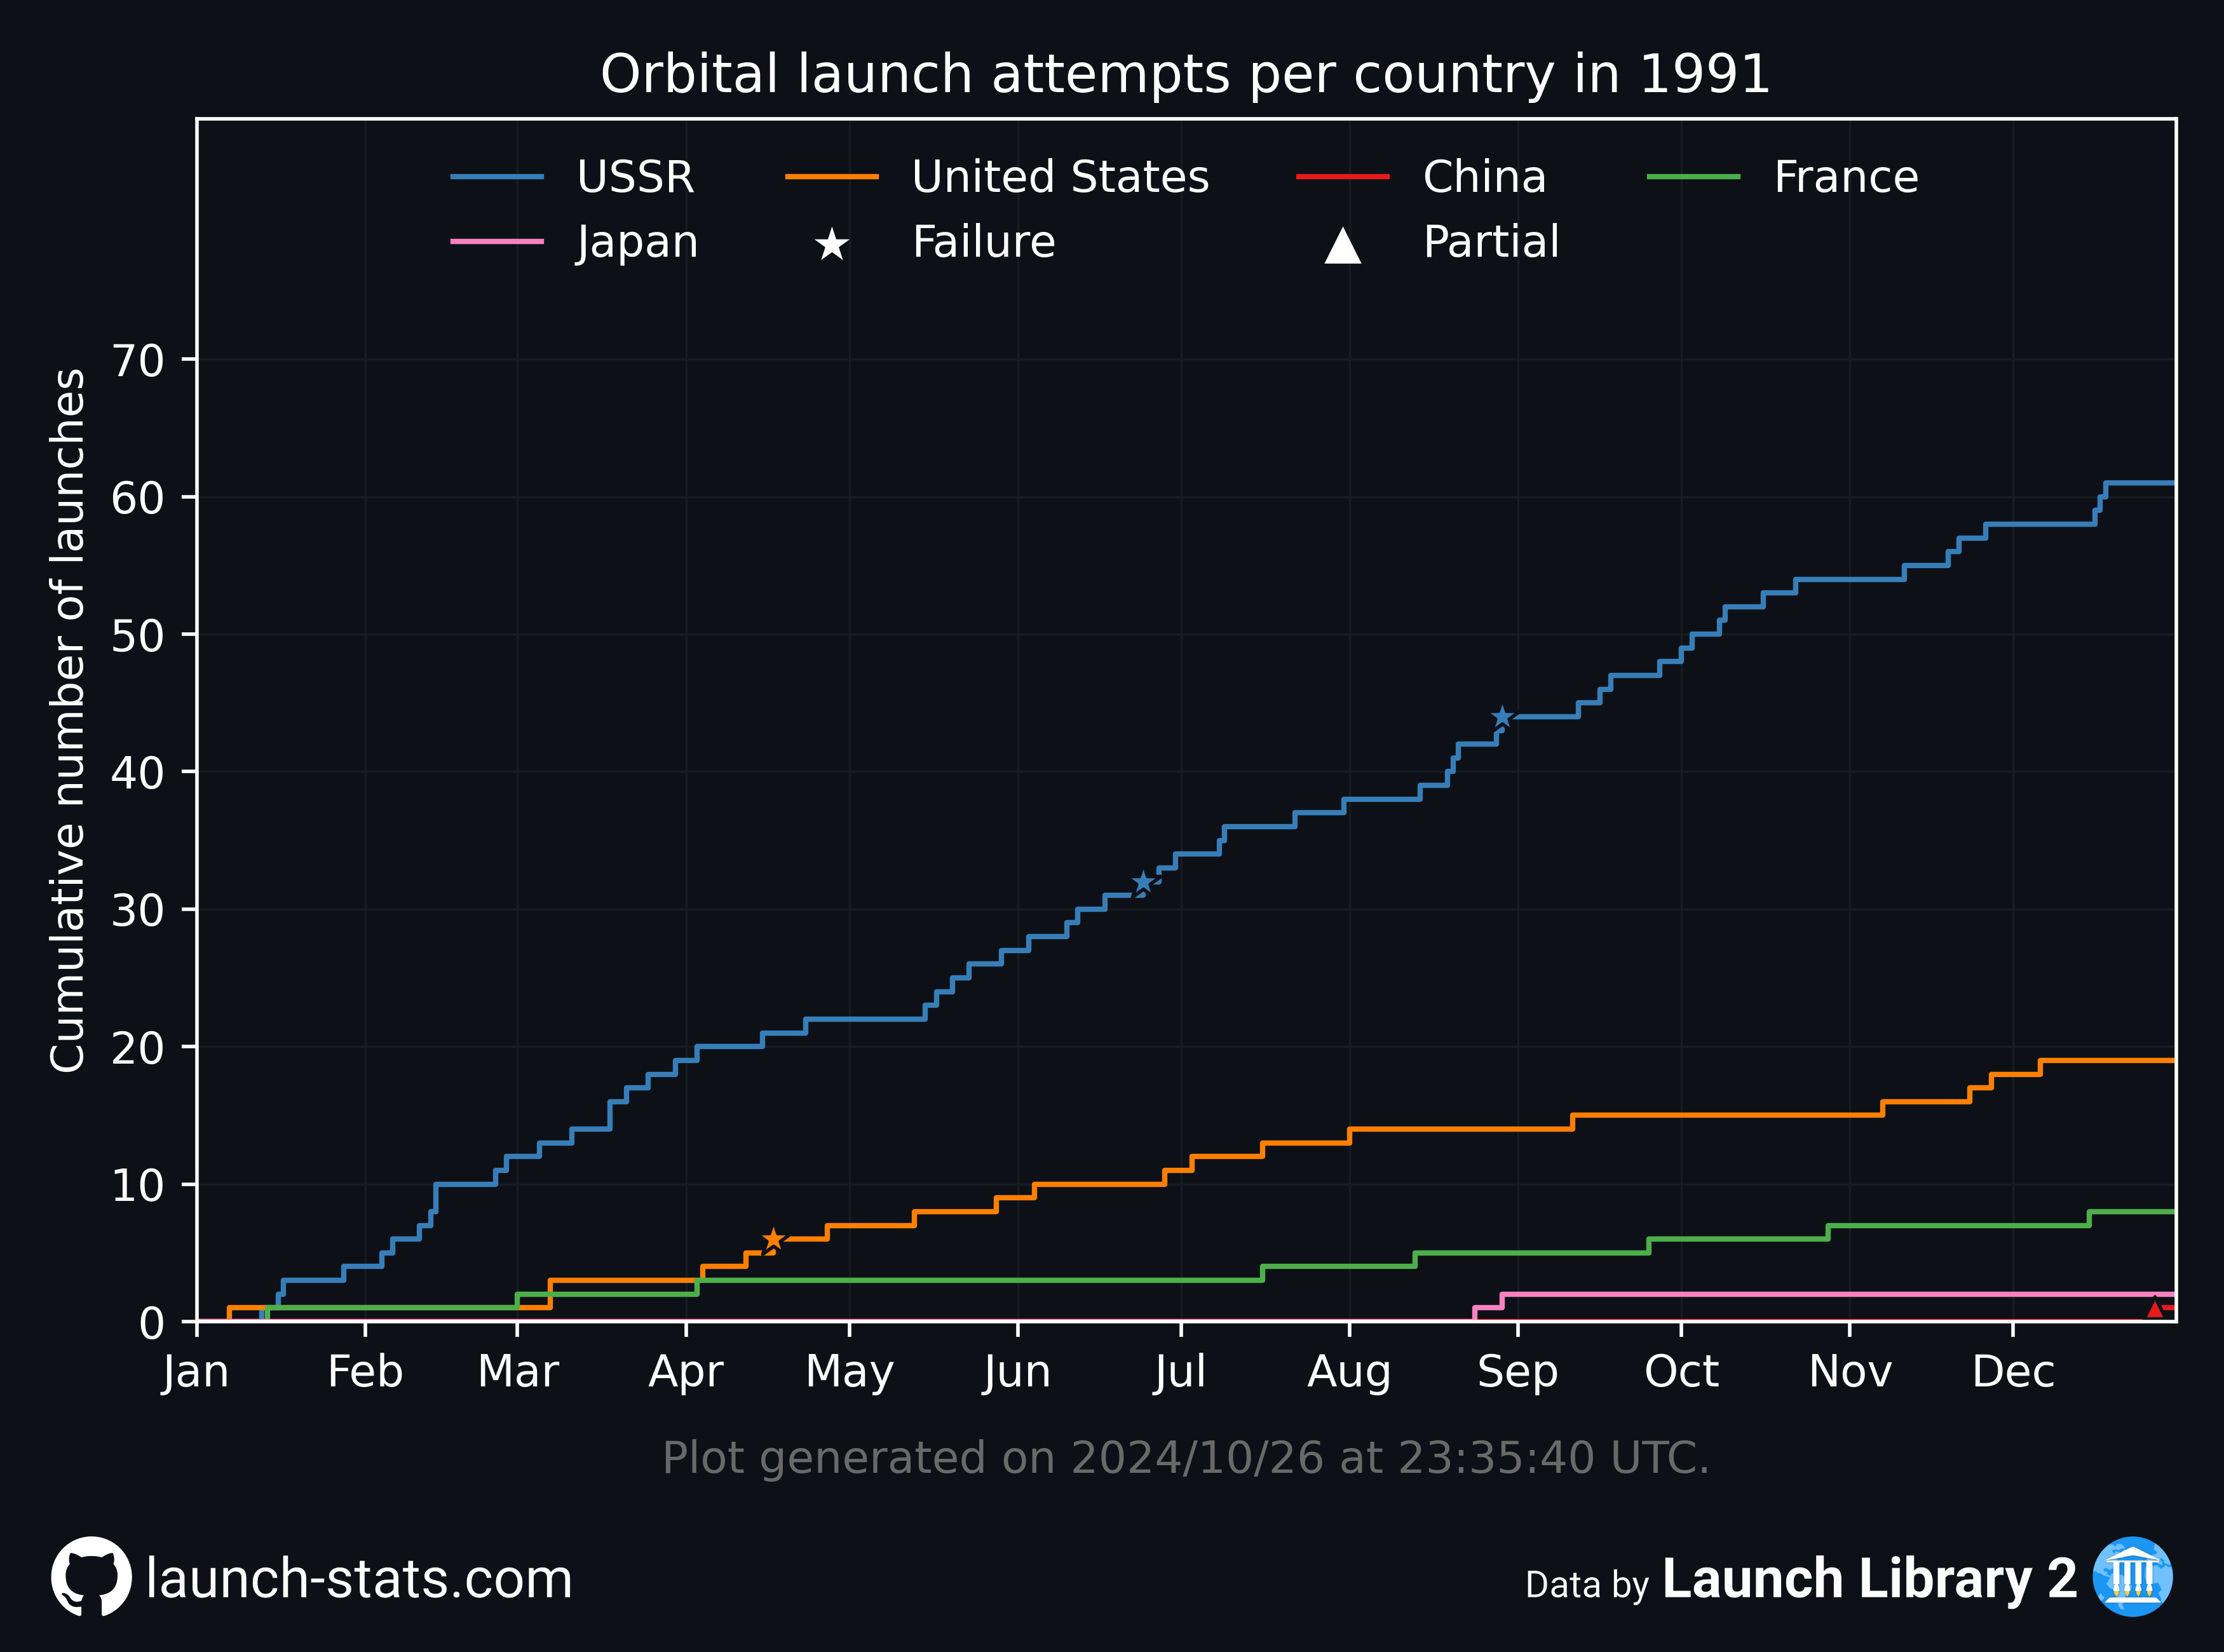 Orbital launch attempts per country in 1991
USSR United States China France
Japan Failure Partial
Cumulative number of launches
70
60
50
40
30
20
10
0
Jan Feb Mar Apr May Jun Jul Aug Sep Oct Nov Dec
Plot generated on 2024/10/26 at 23:35:40 UTC.
launch-stats.com
Data by Launch Library 2